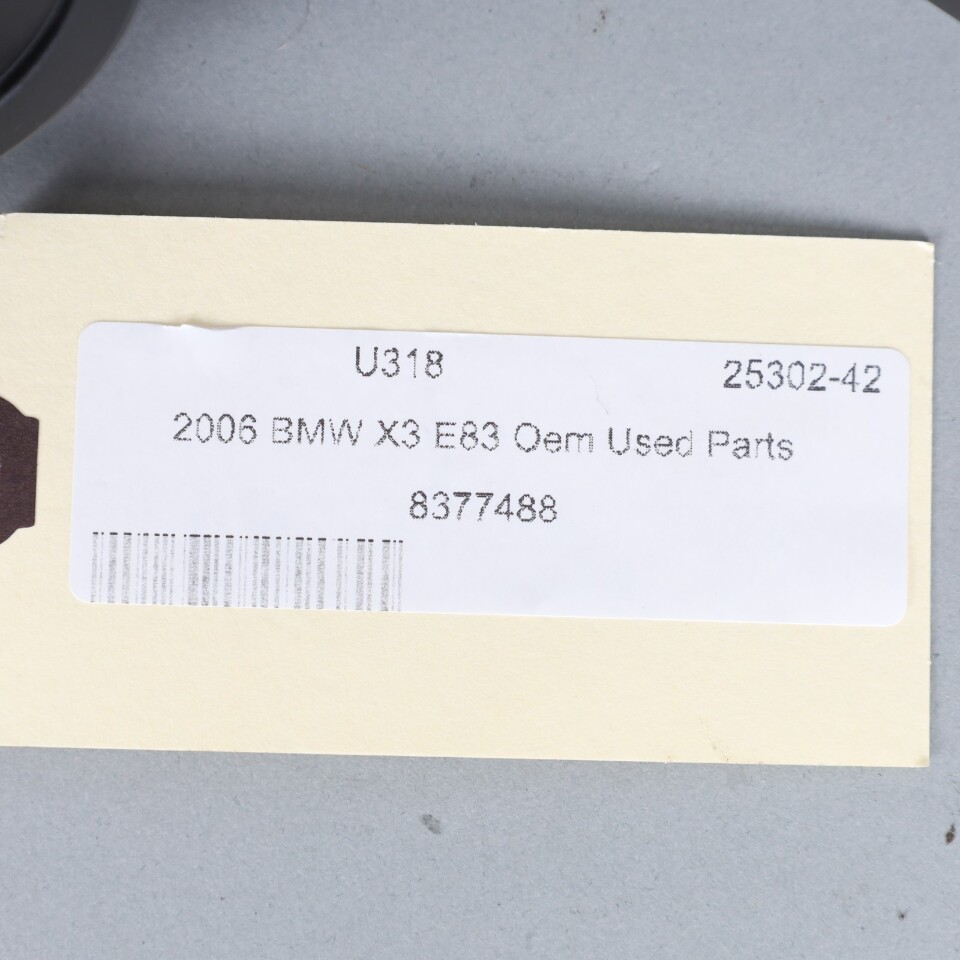 U318 25302-42
2006 BMW X3 E83 Oem Used Parts
8377488